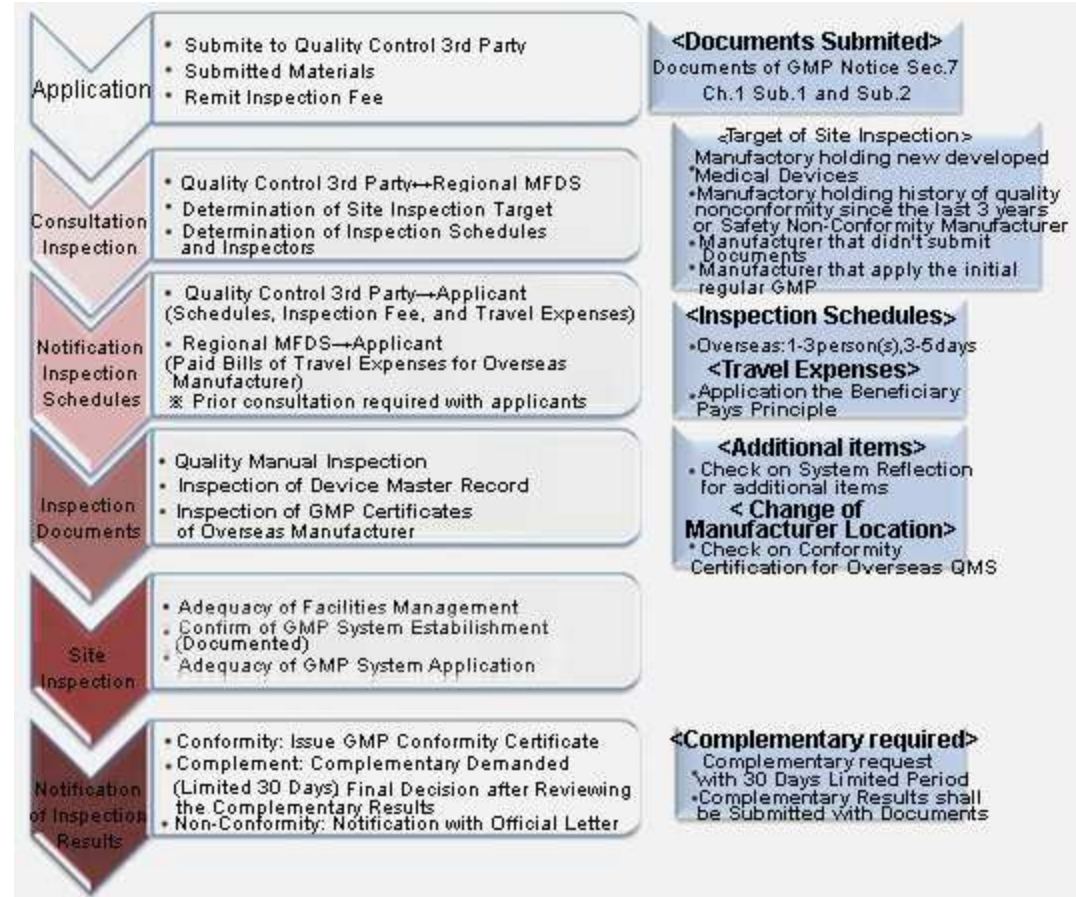 Application
• Submite to Quality Control 3rd Party
• Submitted Materials
• Remit Inspection Fee
<Documents Submited>
Documents of GMP Notice Sec.7
Ch.1 Sub.1 and Sub.2
Consultation
Inspection
• Quality Control 3rd Party↔Regional MFDS
• Determination of Site Inspection Target
• Determination of Inspection Schedules
and Inspectors
<Target of Site Inspection>
Manufactory holding new developed
•Medical Devices
•Manufactory holding history of quality
nonconformity since the last 3 years
or Safety Non-Conformity Manufacturer
•Manufacturer that didn't submit
Documents
•Manufacturer that apply the initial
regular GMP
Notification
Inspection
Schedules
• Quality Control 3rd Party→Applicant
(Schedules, Inspection Fee, and Travel Expenses)
• Regional MFDS→Applicant
(Paid Bills of Travel Expenses for Overseas
Manufacturer)
※ Prior consultation required with applicants
<Inspection Schedules>
•Overseas:1-3person(s),3-5days
<Travel Expenses>
•Application the Beneficiary
Pays Principle
Inspection
Documents
• Quality Manual Inspection
• Inspection of Device Master Record
• Inspection of GMP Certificates
of Overseas Manufacturer
<Additional items>
• Check on System Reflection
for additional items
< Change of
Manufacturer Location>
• Check on Conformity
Certification for Overseas QMS
Site
Inspection
• Adequacy of Facilities Management
• Confirm of GMP System Estabilishment
(Documented)
• Adequacy of GMP System Application
Notification
of Inspection
Results
• Conformity: Issue GMP Conformity Certificate
• Complement: Complementary Demanded
(Limited 30 Days) Final Decision after Reviewing
the Complementary Results
• Non-Conformity: Notification with Official Letter
<Complementary required>
Complementary request
•with 30 Days Limited Period
•Complementary Results shall
be Submitted with Documents